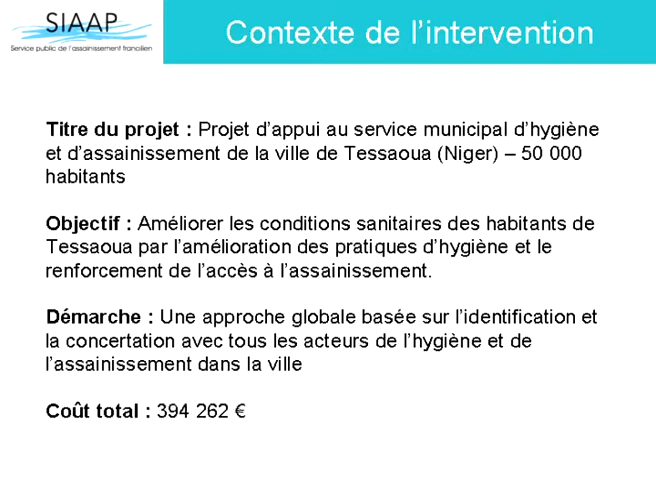 SIAAP
Service public de l'assainissement francilien
Contexte de l'intervention
Titre du projet : Projet d'appui au service municipal d'hygiène
et d'assainissement de la ville de Tessaoua (Niger) – 50 000
habitants
Objectif : Améliorer les conditions sanitaires des habitants de
Tessaoua par l'amélioration des pratiques d'hygiène et le
renforcement de l'accès à l'assainissement.
Démarche : Une approche globale basée sur l'identification et
la concertation avec tous les acteurs de l'hygiène et de
l'assainissement dans la ville
Coût total : 394 262 €